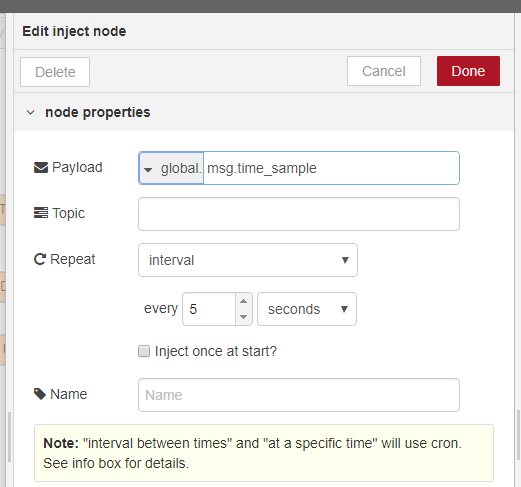 Edit inject node
Delete Cancel Done
node properties
Payload global. msg.time_sample
Topic
Repeat interval
every 5 seconds
Inject once at start?
Name Name
Note: "interval between times" and "at a specific time" will use cron.
See info box for details.